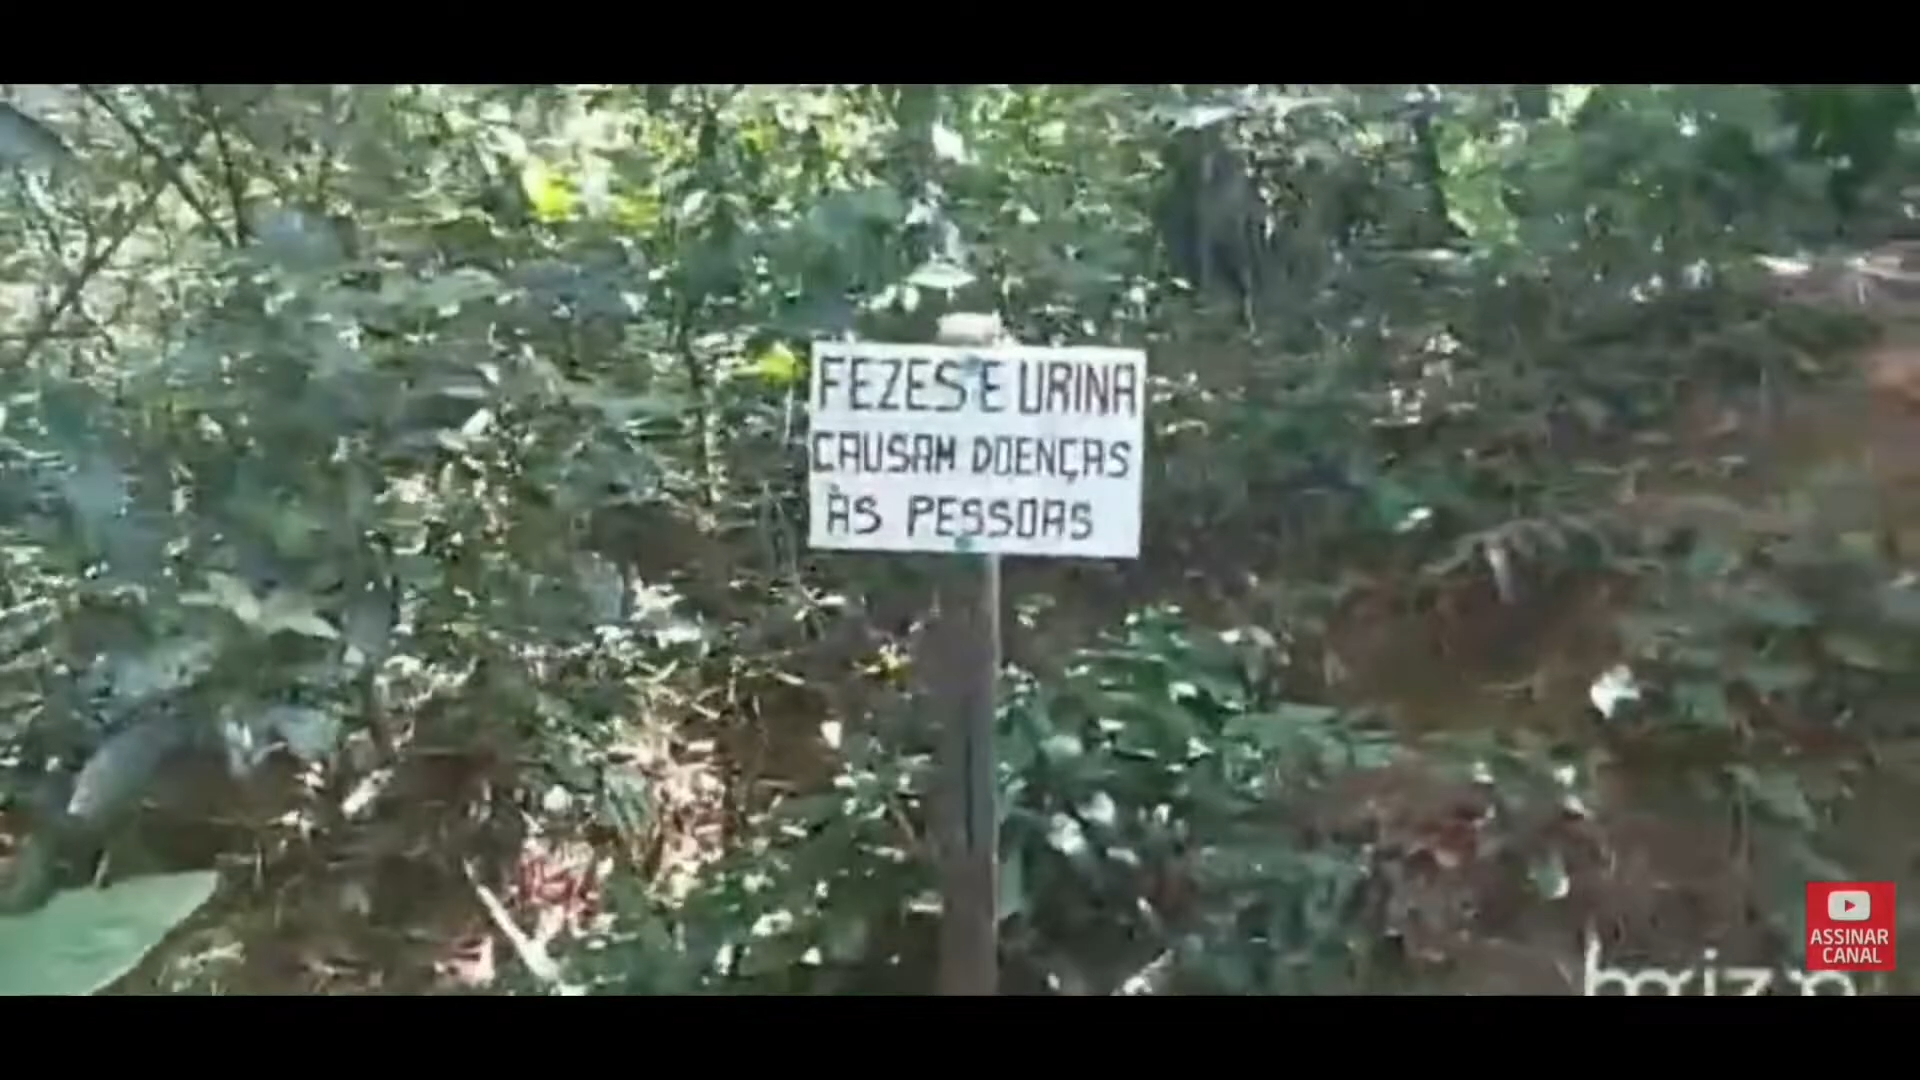 FEZES E URINA
CAUSAM DOENÇAS
ÀS PESSOAS
ASSINAR
CANAL